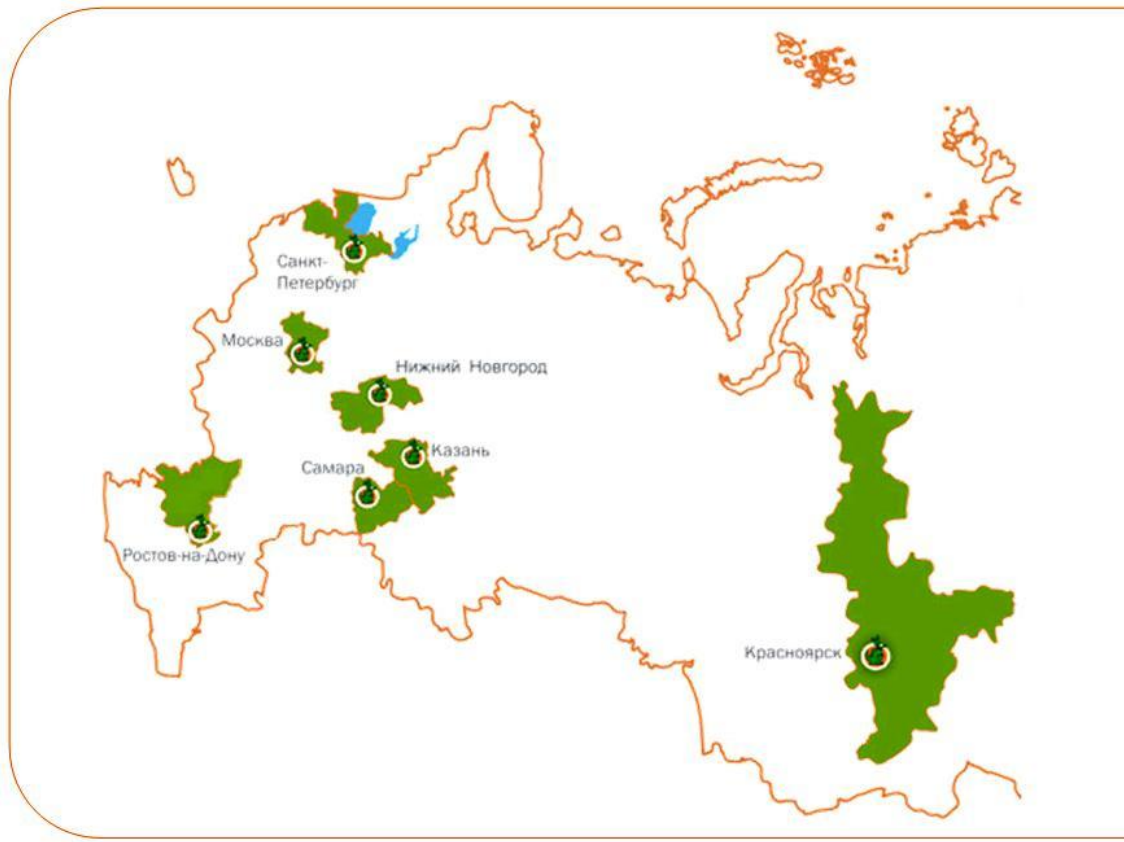 Санкт-
Петербург
Москва
Нижний Новгород
Казань
Самара
Ростов-на-Дону
Красноярск